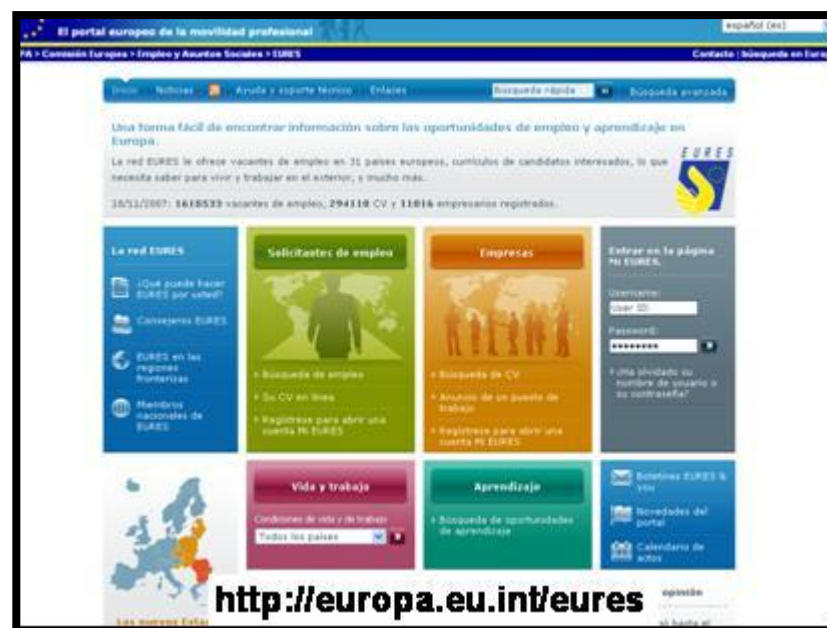 El portal europeo de la movilidad profesional
español (es)
PA > Comisión Europea > Empleo y Asuntos Sociales > EURES
Contacto | búsqueda en Euro
Inicio Noticias Ayuda y soporte técnico Enlaces Búsqueda rápida Búsqueda avanzada
Una forma fácil de encontrar información sobre las oportunidades de empleo y aprendizaje en
Europa.
EURES
La red EURES le ofrece vacantes de empleo en 31 países europeos, currículos de candidatos interesados, lo que
necesita saber para vivir y trabajar en el exterior, y mucho más.
vacantes de empleo, 294110 CV y 11016 empresarios registrados.
La red EURES
¿Qué puede hacer
EURES por usted?
Consejeros EURES
EURES en las
regiones
fronterizas
Miembros
nacionales de
EURES
Solicitantes de empleo
Búsqueda de empleo
Su CV en línea
Regístrese para abrir una
cuenta Mi EURES
Empresas
Búsqueda de CV
Anuncio de un puesto de
trabajo
Regístrese para abrir una
cuenta Mi EURES
Entrar en la página
Mi EURES.
Username:
User ID
Password:
¿Ha olvidado su
nombre de usuario o
su contraseña?
Vida y trabajo
Condiciones de vida y de trabajo
Todos los países
Aprendizaje
Búsqueda de oportunidades
de aprendizaje
Boletines EURES &
you
Novedades del
portal
Calendario de
actos
http://europa.eu.int/eures
opinión